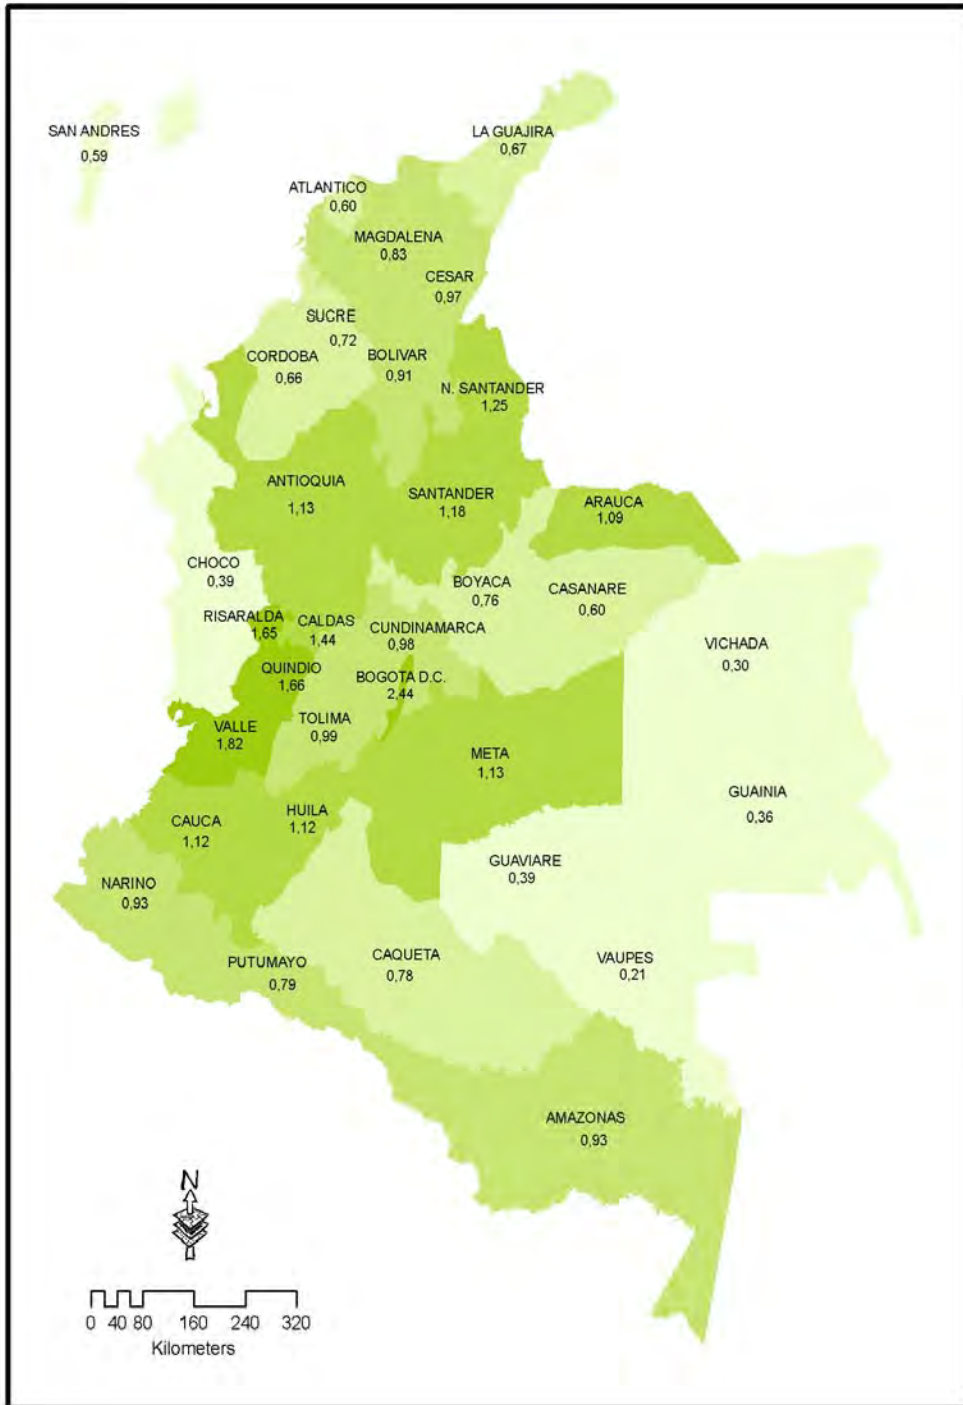 SAN ANDRES
0,59
LA GUAJIRA
0,67
ATLANTICO
0,60
MAGDALENA
0,83
CESAR
0,97
SUCRE
0,72
CORDOBA
0,66
BOLIVAR
0,91
N. SANTANDER
1,25
ANTIOQUIA
1,13
SANTANDER
1,18
ARAUCA
1,09
CHOCO
0,39
BOYACA
0,76
CASANARE
0,60
RISARALDA
1,65
CALDAS
1,44
CUNDINAMARCA
0,98
VICHADA
0,30
QUINDIO
1,66
BOGOTA D.C.
2,44
VALLE
1,82
TOLIMA
0,99
META
1,13
GUAINIA
0,36
CAUCA
1,12
HUILA
1,12
GUAVIARE
0,39
NARINO
0,93
PUTUMAYO
0,79
CAQUETA
0,78
VAUPES
0,21
AMAZONAS
0,93
N
0 40 80 160 240 320
Kilometers